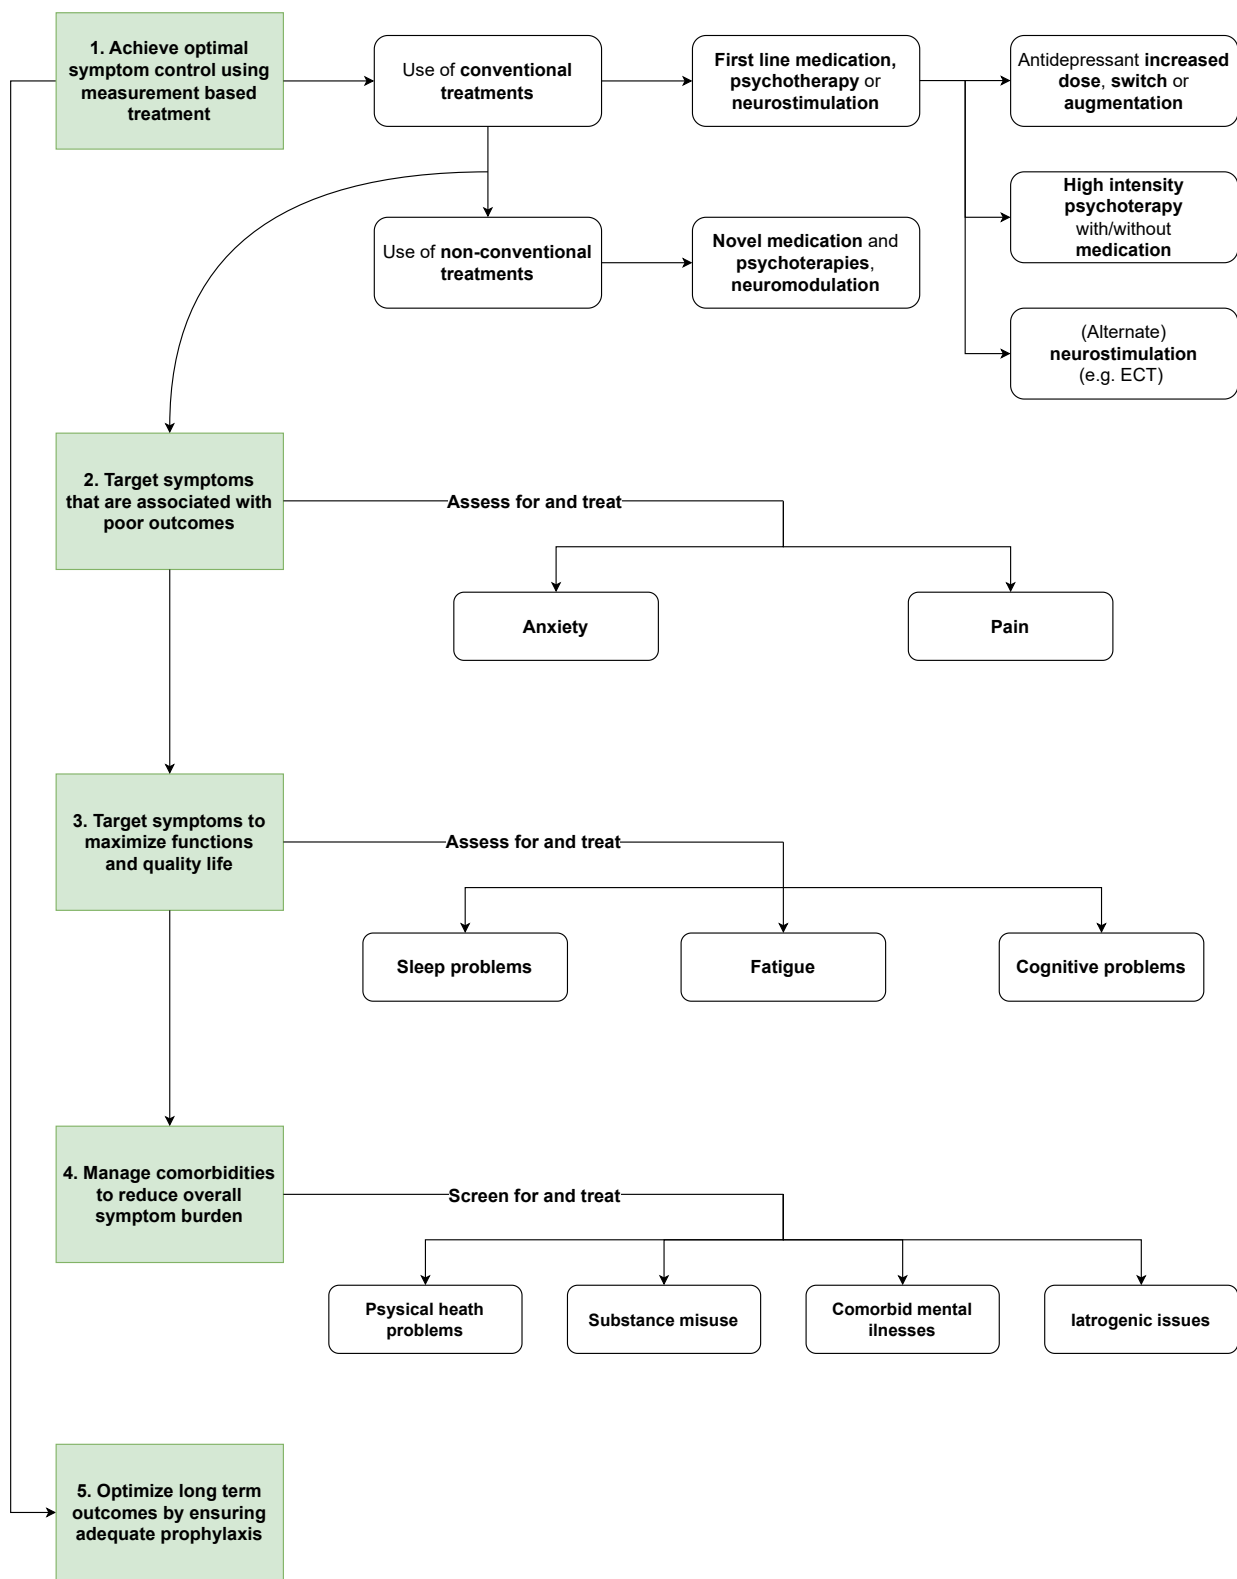 1. Achieve optimal
symptom control using
measurement based
treatment
Use of conventional
treatments
First line medication,
psychotherapy or
neurostimulation
Antidepressant increased
dose, switch or
augmentation
High intensity
psychoterapy
with/without
medication
Use of non-conventional
treatments
Novel medication and
psychoterapies,
neuromodulation
(Alternate)
neurostimulation
(e.g. ECT)
2. Target symptoms
that are associated with
poor outcomes
Assess for and treat
Anxiety
Pain
3. Target symptoms to
maximize functions
and quality life
Assess for and treat
Sleep problems
Fatigue
Cognitive problems
4. Manage comorbidities
to reduce overall
symptom burden
Screen for and treat
Psysical heath
problems
Substance misuse
Comorbid mental
ilnesses
Iatrogenic issues
5. Optimize long term
outcomes by ensuring
adequate prophylaxis